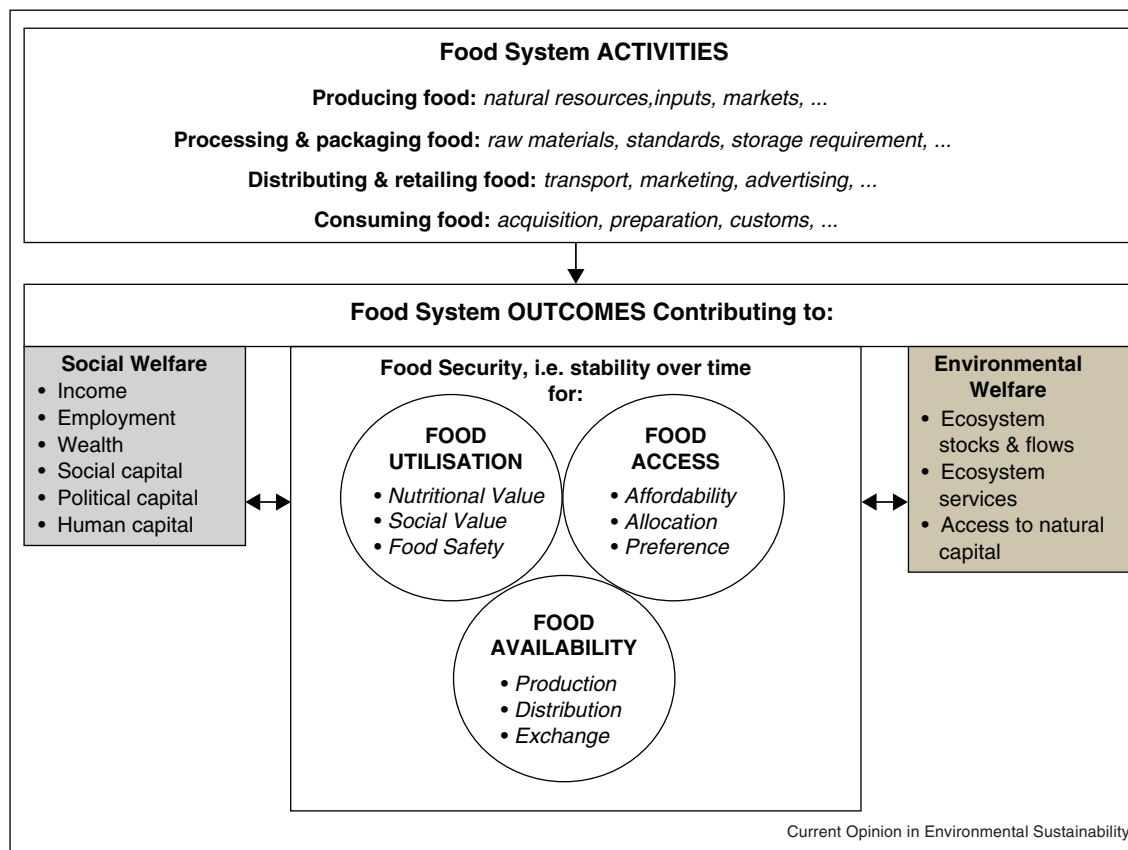 Food System ACTIVITIES
Producing food: natural resources,inputs, markets, ...
Processing & packaging food: raw materials, standards, storage requirement, ...
Distributing & retailing food: transport, marketing, advertising, ...
Consuming food: acquisition, preparation, customs, ...
Food System OUTCOMES Contributing to:
Social Welfare
• Income
• Employment
• Wealth
• Social capital
• Political capital
• Human capital
Food Security, i.e. stability over time
for:
FOOD
UTILISATION
• Nutritional Value
• Social Value
• Food Safety
FOOD
ACCESS
• Affordability
• Allocation
• Preference
FOOD
AVAILABILITY
• Production
• Distribution
• Exchange
Environmental
Welfare
• Ecosystem
stocks & flows
• Ecosystem
services
• Access to natural
capital
Current Opinion in Environmental Sustainability